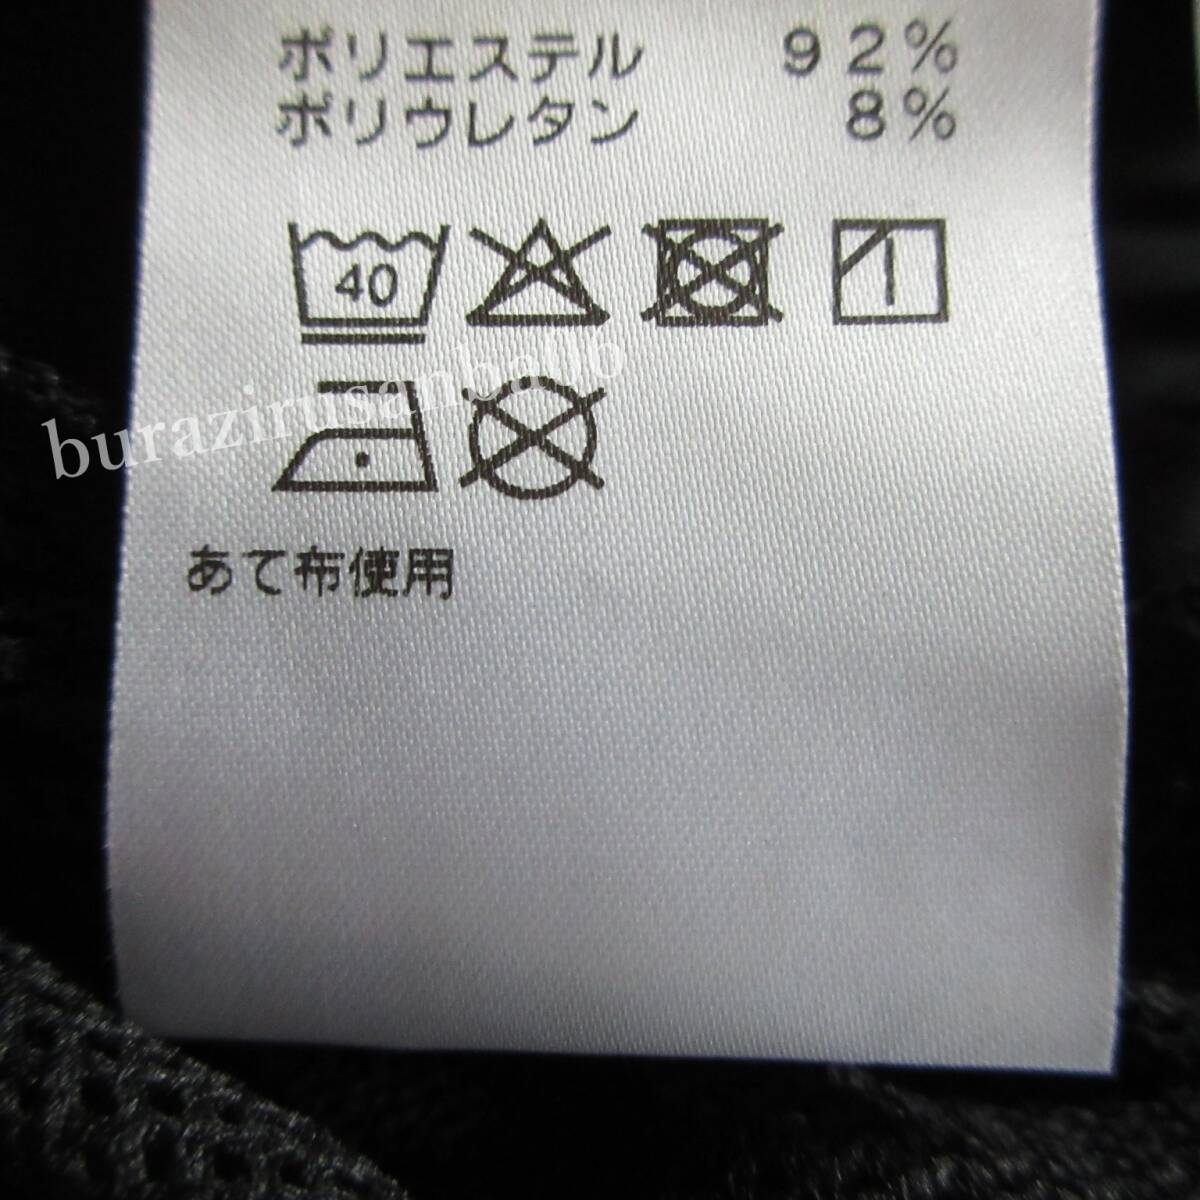 ポリエステル 92%
ポリウレタン 8%
40
burazirusanba06
あて布使用